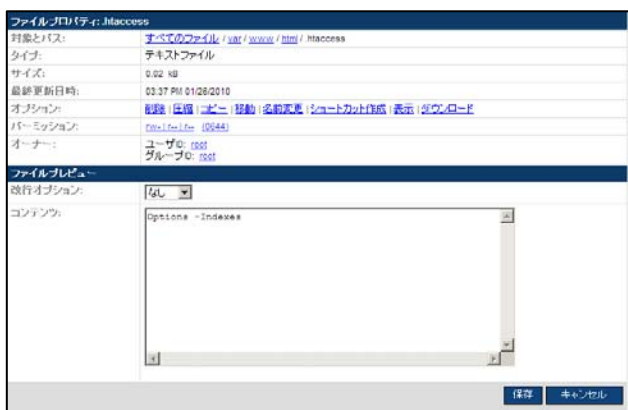 ファイルプロパティ: .htaccess
対象とパス: すべてのファイル / var / www / html / .htaccess
タイプ: テキストファイル
サイズ: 0.02 kB
最終更新日時: 03:37 PM 01/26/2010
オプション: 削除 | 圧縮 | コピー | 移動 | 名前変更 | ショートカット作成 | 表示 | ダウンロード
パーミッション: rw- | r-- | r-- (0644)
オーナー: ユーザID: root
グループID: root
ファイルプレビュー
改行オプション: なし
コンテンツ: Options -Indexes
保存 キャンセル